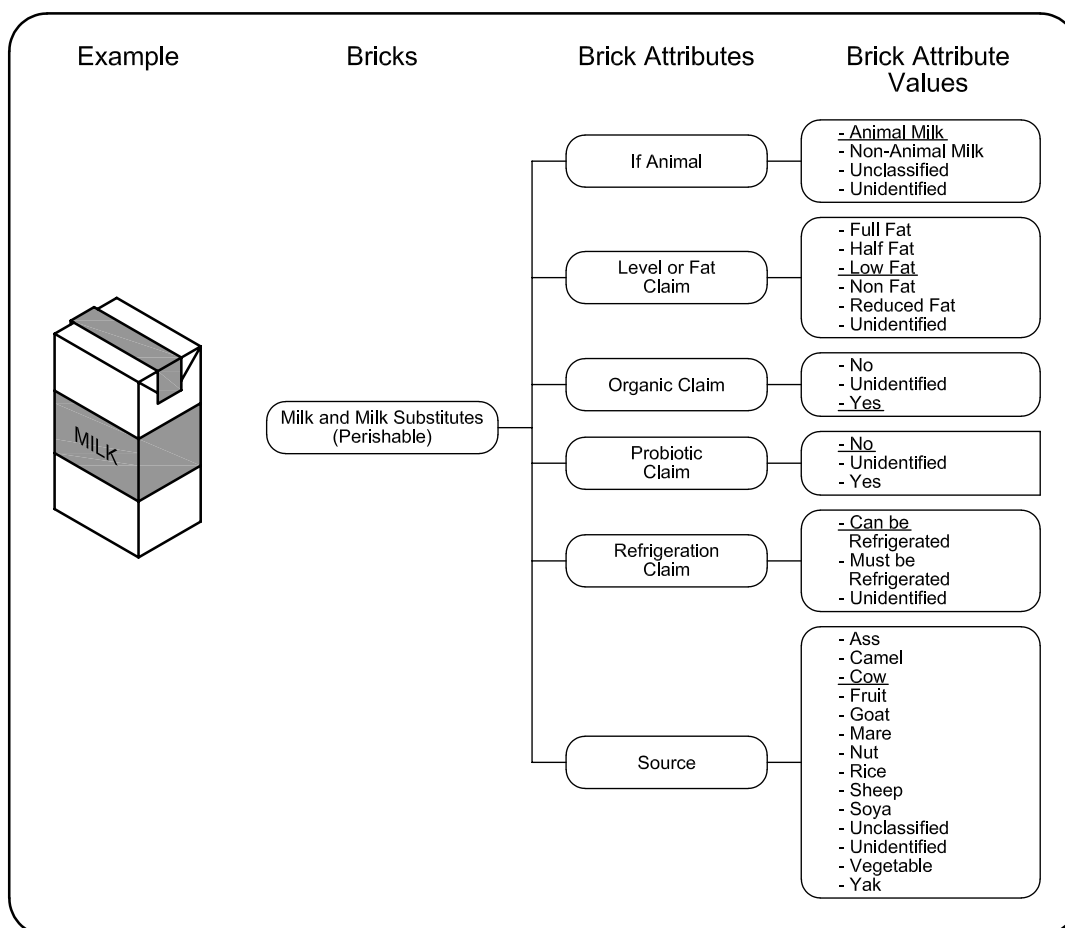 Example
Bricks
Brick Attributes
Brick Attribute
Values
MILK
Milk and Milk Substitutes
(Perishable)
If Animal
- Animal Milk
- Non-Animal Milk
- Unclassified
- Unidentified
Level or Fat
Claim
- Full Fat
- Half Fat
- Low Fat
- Non Fat
- Reduced Fat
- Unidentified
Organic Claim
- No
- Unidentified
- Yes
Probiotic
Claim
- No
- Unidentified
- Yes
Refrigeration
Claim
- Can be
Refrigerated
- Must be
Refrigerated
- Unidentified
Source
- Ass
- Camel
- Cow
- Fruit
- Goat
- Mare
- Nut
- Rice
- Sheep
- Soya
- Unclassified
- Unidentified
- Vegetable
- Yak